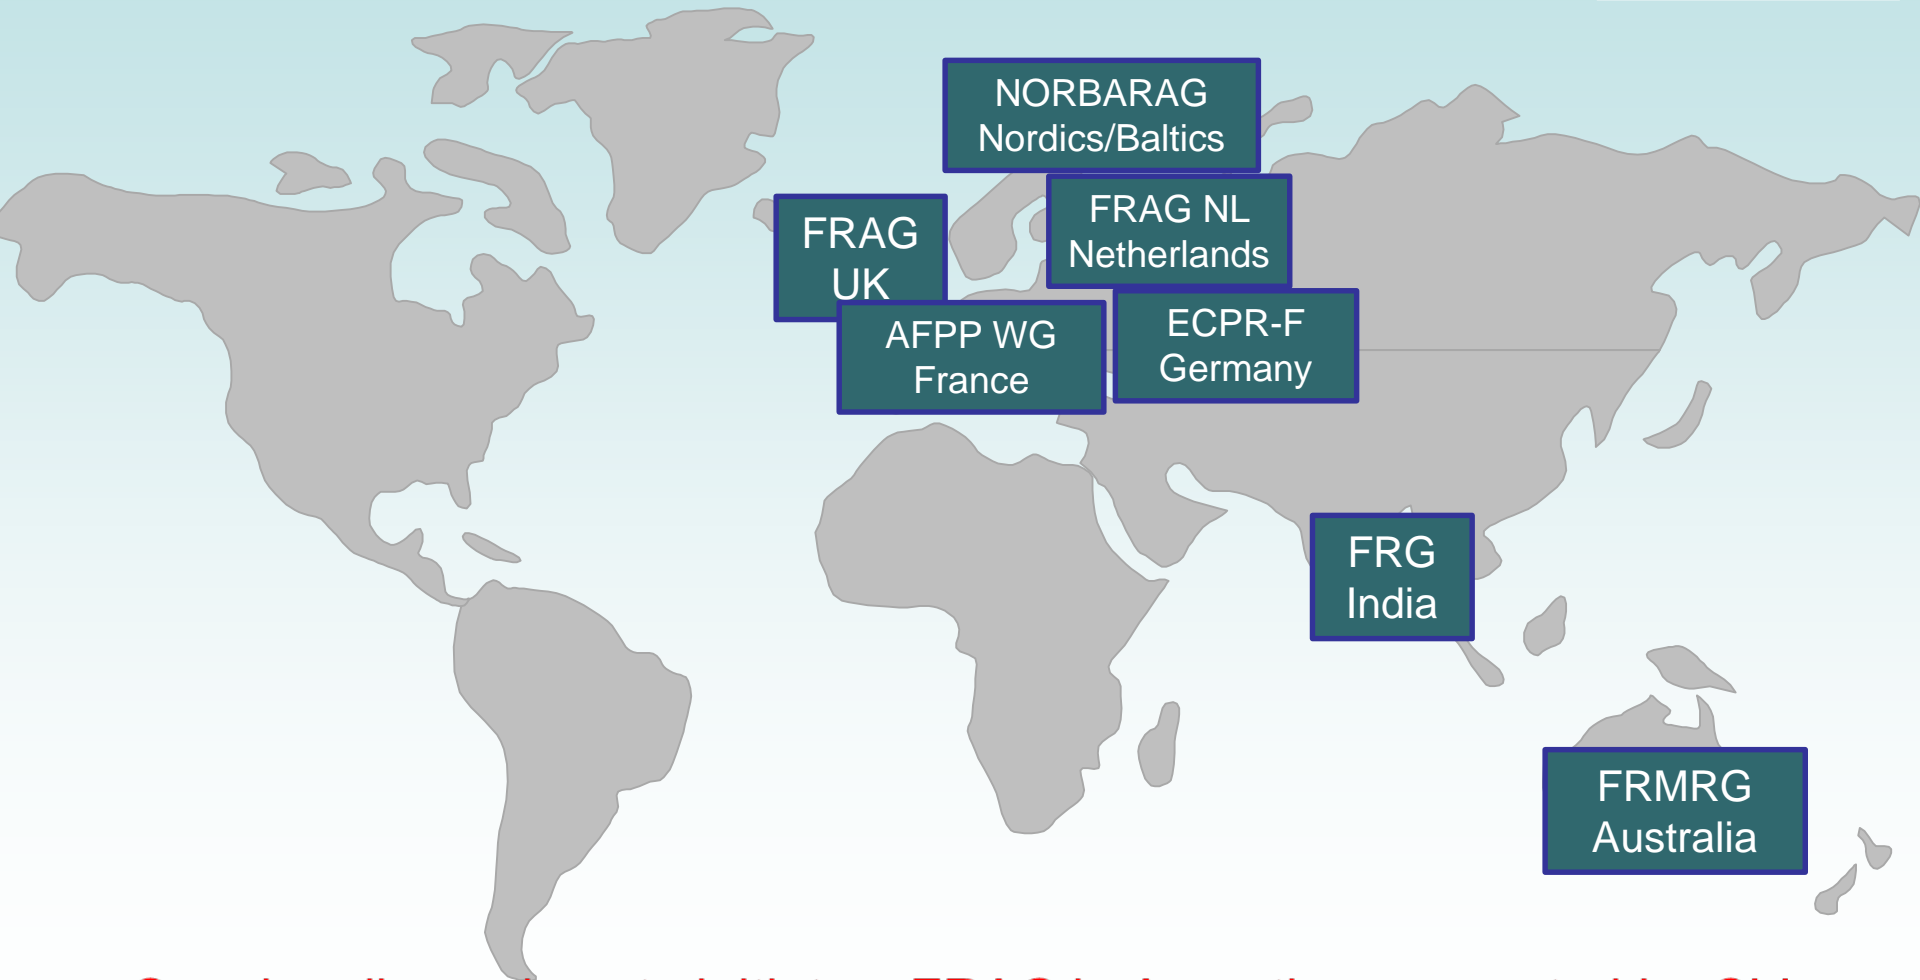 NORBARAG
Nordics/Baltics
FRAG NL
Netherlands
FRAG
UK
AFPP WG
France
ECPR-F
Germany
FRG
India
FRMRG
Australia